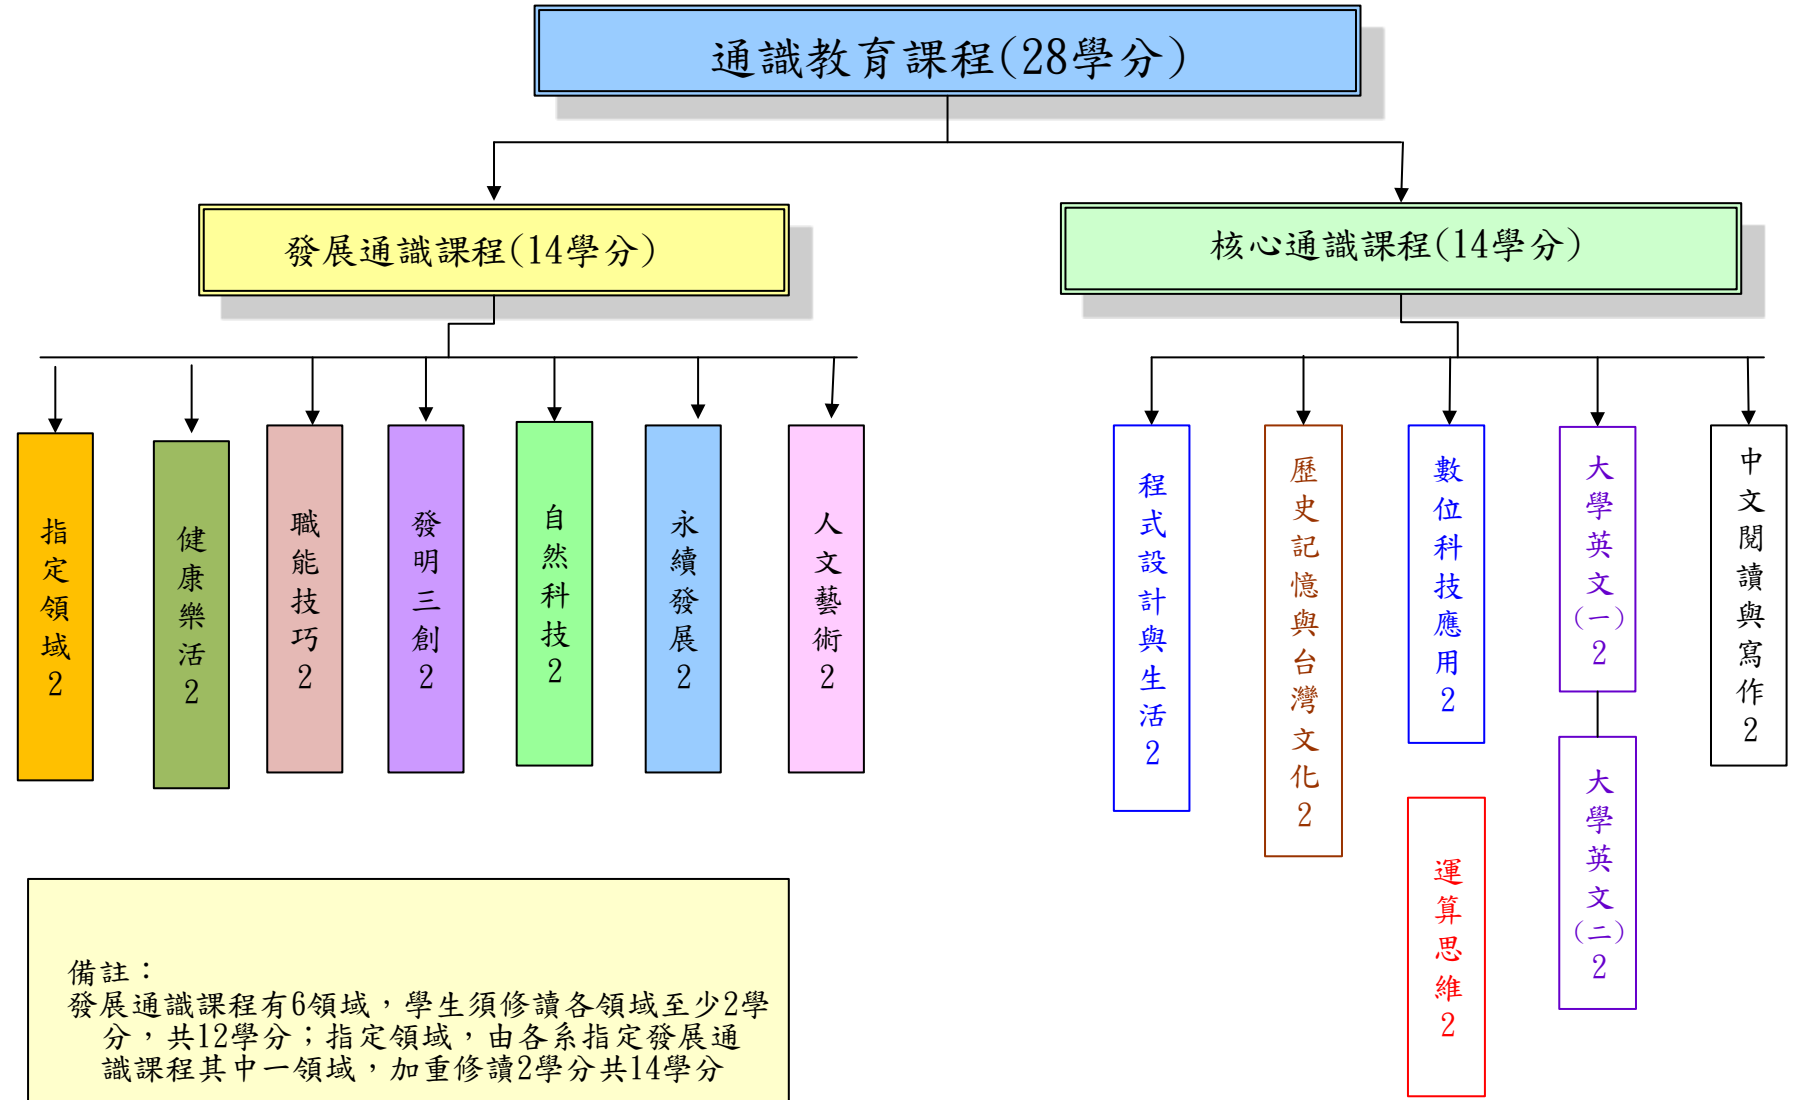 通識教育課程(28學分)
發展通識課程(14學分)
核心通識課程(14學分)
指定領域2
健康樂活2
職能技巧2
發明三創2
自然科技2
永續發展2
人文藝術2
程式設計與生活2
歷史記憶與台灣文化2
數位科技應用2
運算思維2
大學英文(一)2
大學英文(二)2
中文閱讀與寫作2
備註：
發展通識課程有6領域，學生須修讀各領域至少2學
分，共12學分；指定領域，由各系指定發展通
識課程其中一領域，加重修讀2學分共14學分